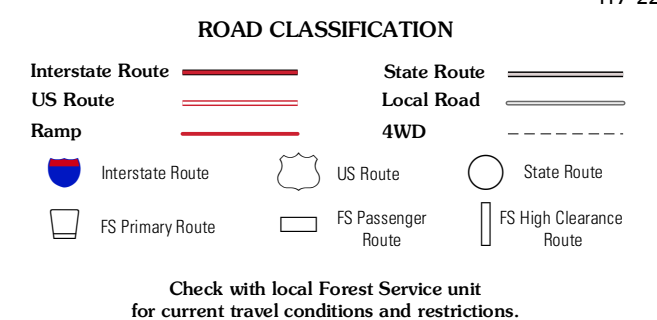 ROAD CLASSIFICATION
Interstate Route
State Route
US Route
Local Road
Ramp
4WD
Interstate Route
US Route
State Route
FS Primary Route
FS Passenger
Route
FS High Clearance
Route
Check with local Forest Service unit
for current travel conditions and restrictions.